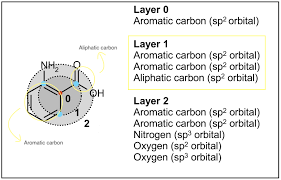 Layer 0
Aromatic carbon (sp² orbital)
Aliphatic carbon
Layer 1
Aromatic carbon (sp² orbital)
Aromatic carbon (sp² orbital)
Aliphatic carbon (sp² orbital)
NH₂
O
OH
0
1
2
Aromatic carbon
Layer 2
Aromatic carbon (sp² orbital)
Aromatic carbon (sp² orbital)
Nitrogen (sp³ orbital)
Oxygen (sp² orbital)
Oxygen (sp³ orbital)